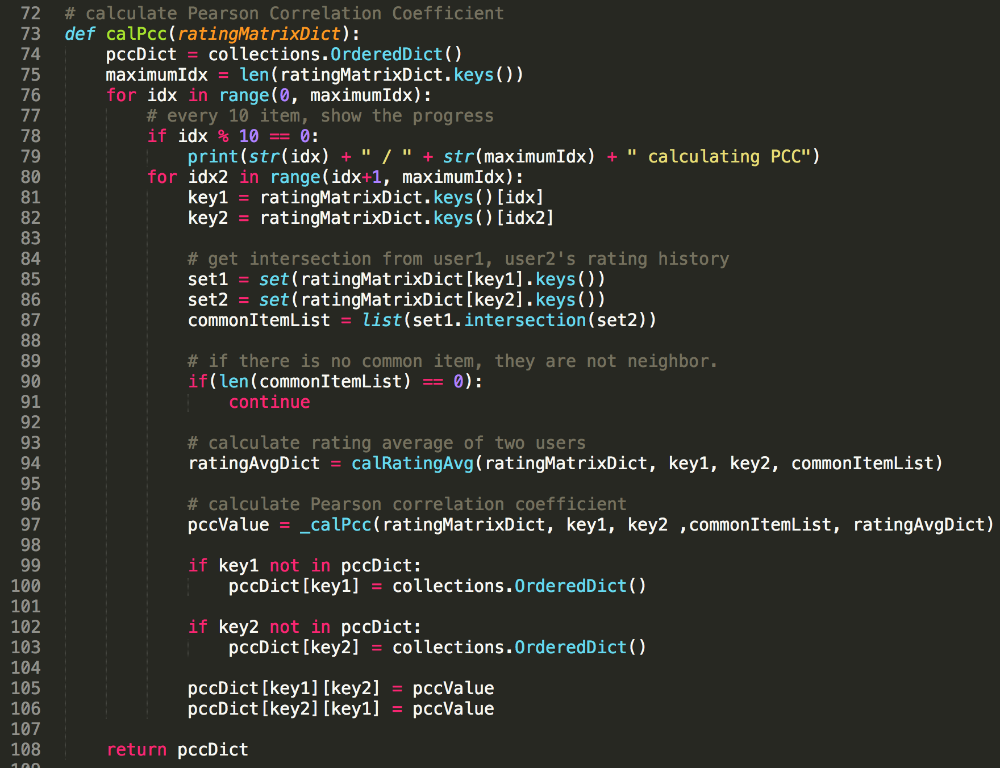 72 # calculate Pearson Correlation Coefficient
73 def calPcc(ratingMatrixDict):
74     pccDict = collections.OrderedDict()
75     maximumIdx = len(ratingMatrixDict.keys())
76     for idx in range(0, maximumIdx):
77         # every 10 item, show the progress
78         if idx % 10 == 0:
79             print(str(idx) + " / " + str(maximumIdx) + " calculating PCC")
80         for idx2 in range(idx+1, maximumIdx):
81             key1 = ratingMatrixDict.keys()[idx]
82             key2 = ratingMatrixDict.keys()[idx2]
83
84             # get intersection from user1, user2's rating history
85             set1 = set(ratingMatrixDict[key1].keys())
86             set2 = set(ratingMatrixDict[key2].keys())
87             commonItemList = list(set1.intersection(set2))
88
89             # if there is no common item, they are not neighbor.
90             if(len(commonItemList) == 0):
91                 continue
92
93             # calculate rating average of two users
94             ratingAvgDict = calRatingAvg(ratingMatrixDict, key1, key2, commonItemList)
95
96             # calculate Pearson correlation coefficient
97             pccValue = _calPcc(ratingMatrixDict, key1, key2 ,commonItemList, ratingAvgDict)
98
99             if key1 not in pccDict:
100                 pccDict[key1] = collections.OrderedDict()
101
102             if key2 not in pccDict:
103                 pccDict[key2] = collections.OrderedDict()
104
105             pccDict[key1][key2] = pccValue
106             pccDict[key2][key1] = pccValue
107
108     return pccDict
109